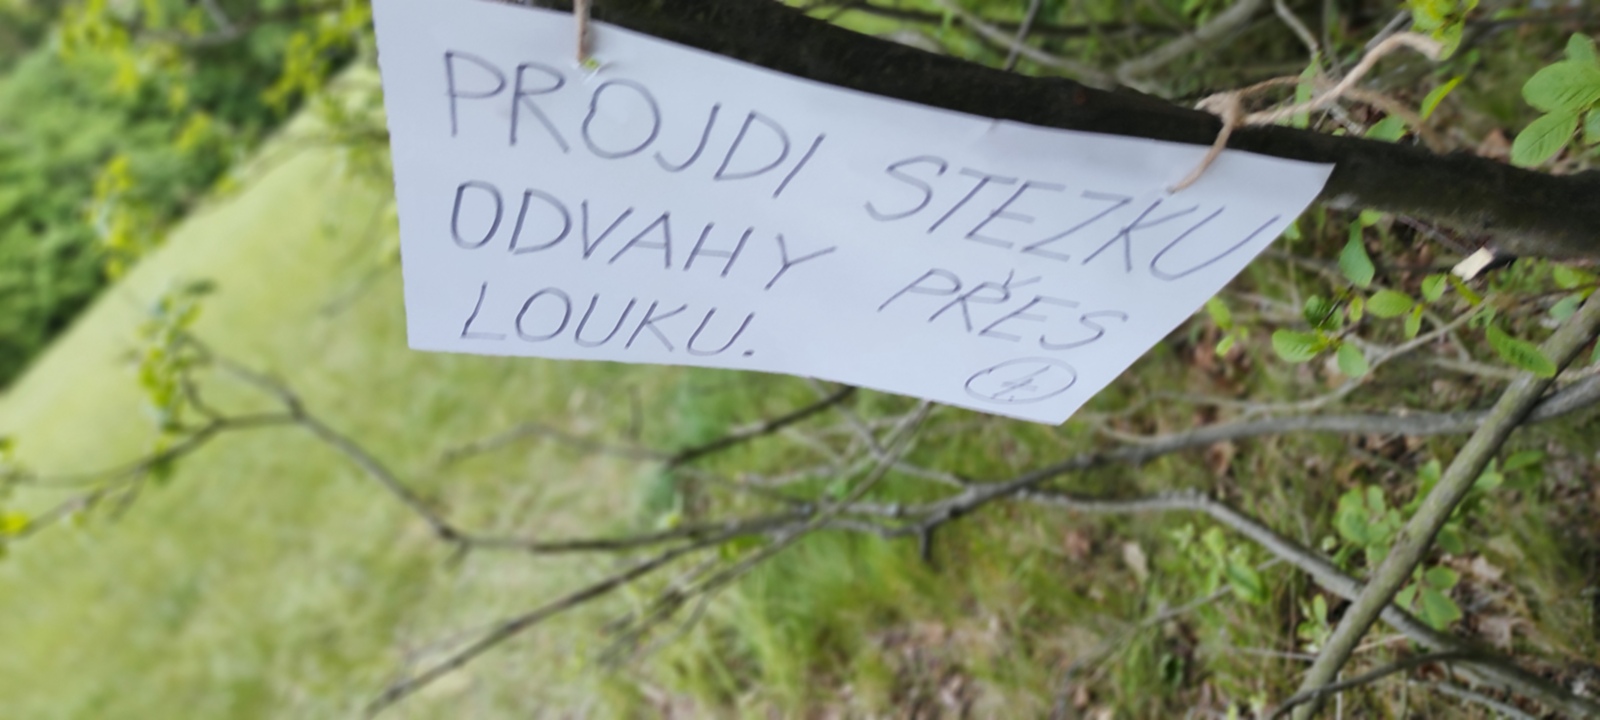 PROJDI STEZKU
ODVAHY PŘES
LOUKU.
4.